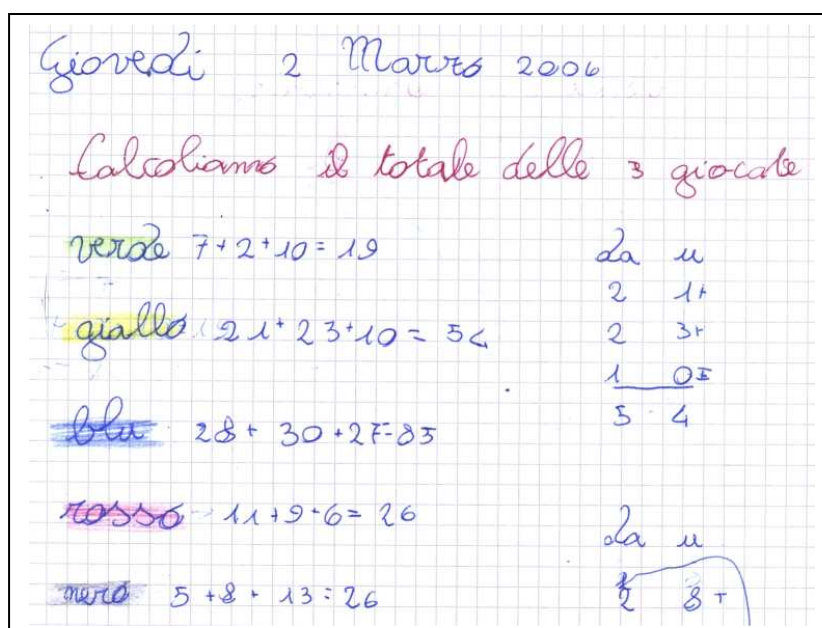 Giovedi 2 Marzo 2006
Calcoliamo il totale delle 3 giocate
verde 7+2+10=19
giallo 21+23+10=54
blu 28+30+27=85
rosso 11+9+6=26
nero 5+8+13=26
da u
2 1+
2 3+
1 0=
5 4
da u
2 8+